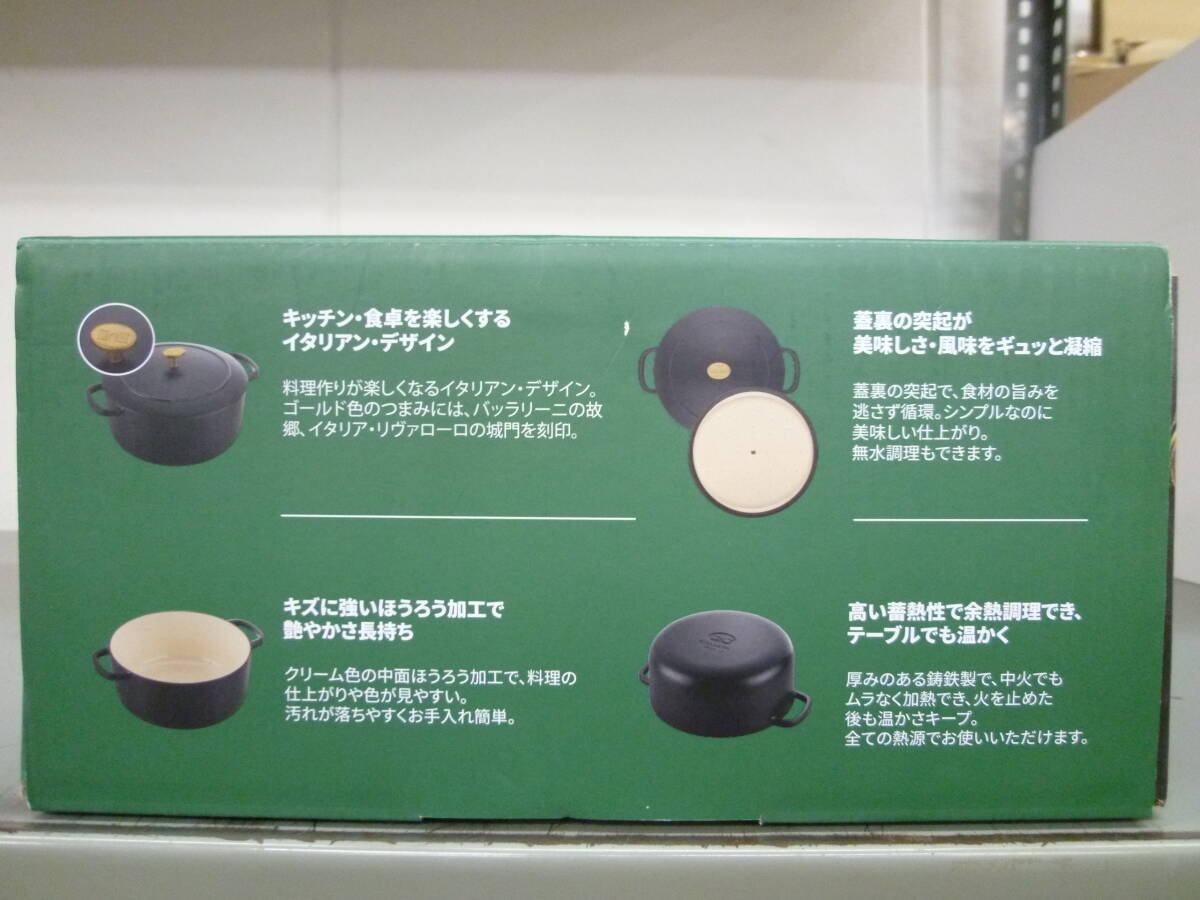 キッチン・食卓を楽しくする
イタリアン・デザイン
料理作りが楽しくなるイタリアン・デザイン。
ゴールド色のつまみには、バッラリーニの故
郷、イタリア・リヴァローロの城門を刻印。
蓋裏の突起が
美味しさ・風味をギュッと凝縮
蓋裏の突起で、食材の旨みを
逃さず循環。シンプルなのに
美味しい仕上がり。
無水調理もできます。
キズに強いほうろう加工で
艶やかさ長持ち
クリーム色の中面ほうろう加工で、料理の
仕上がりや色が見やすい。
汚れが落ちやすくお手入れ簡単。
高い蓄熱性で余熱調理でき、
テーブルでも温かく
厚みのある鋳鉄製で、中火でも
ムラなく加熱でき、火を止めた
後も温かさキープ。
全ての熱源でお使いいただけます。